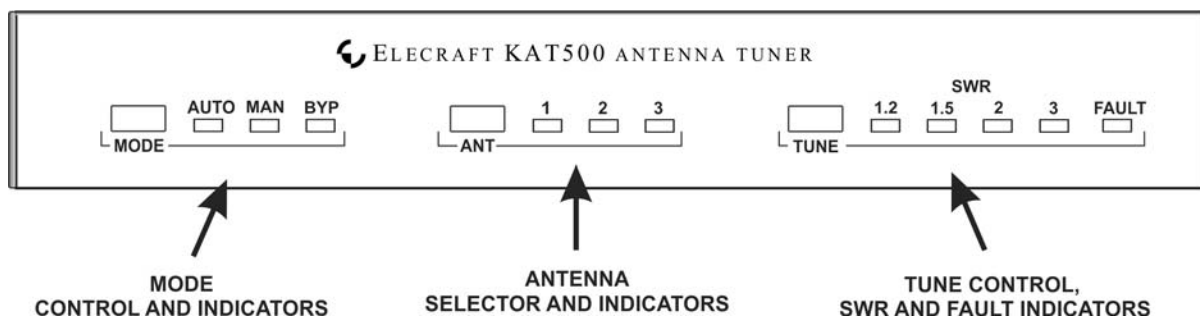 ELECRAFT KAT500 ANTENNA TUNER
SWR
AUTO MAN BYP
1 2 3
1.2 1.5 2 3 FAULT
MODE
ANT
TUNE
MODE
CONTROL AND INDICATORS
ANTENNA
SELECTOR AND INDICATORS
TUNE CONTROL,
SWR AND FAULT INDICATORS